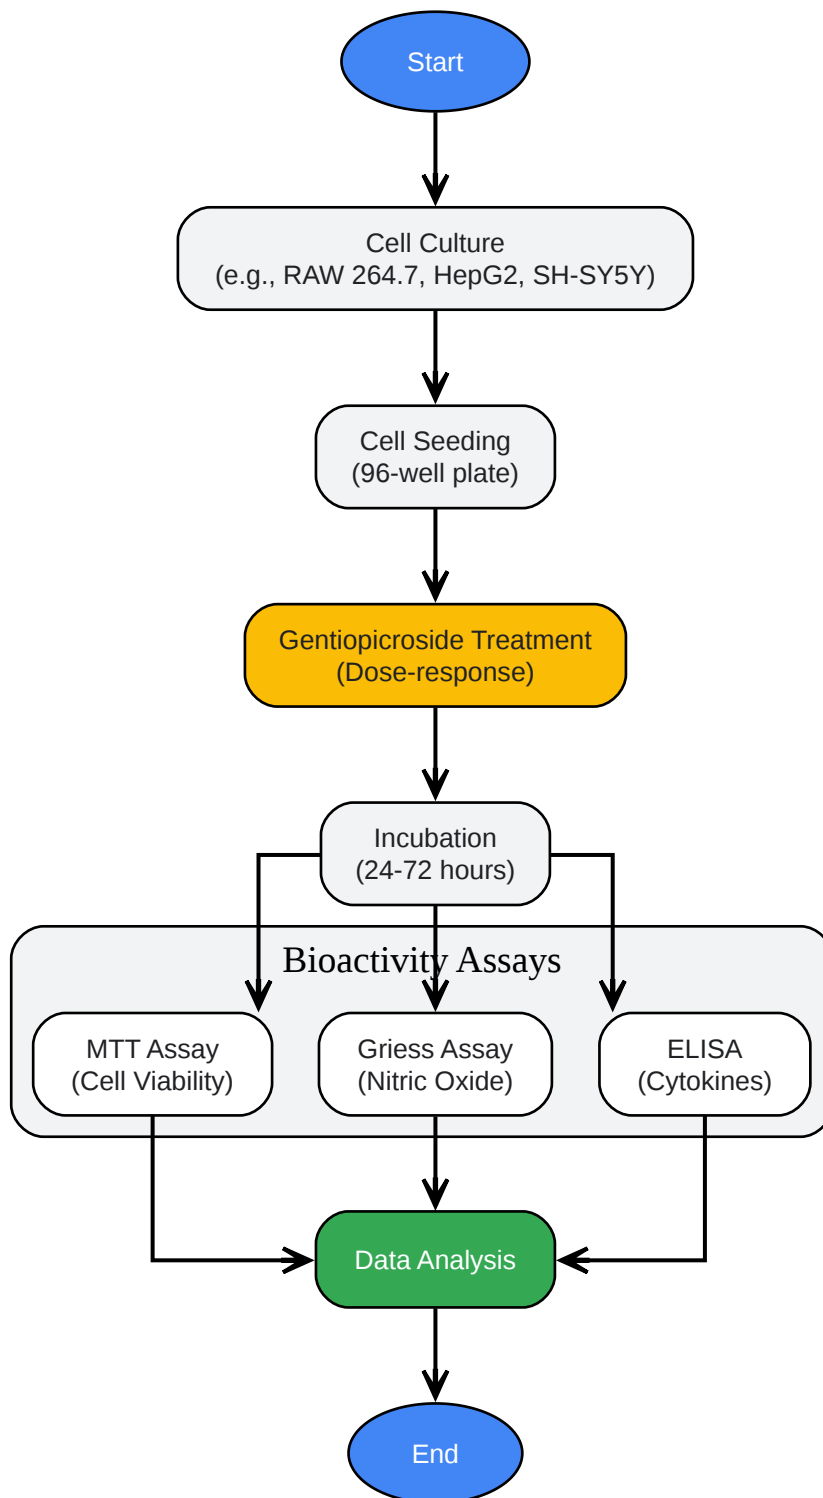 Start
Cell Culture
(e.g., RAW 264.7, HepG2, SH-SY5Y)
Cell Seeding
(96-well plate)
Gentiopicroside Treatment
(Dose-response)
Incubation
(24-72 hours)
Bioactivity Assays
MTT Assay
(Cell Viability)
Griess Assay
(Nitric Oxide)
ELISA
(Cytokines)
Data Analysis
End